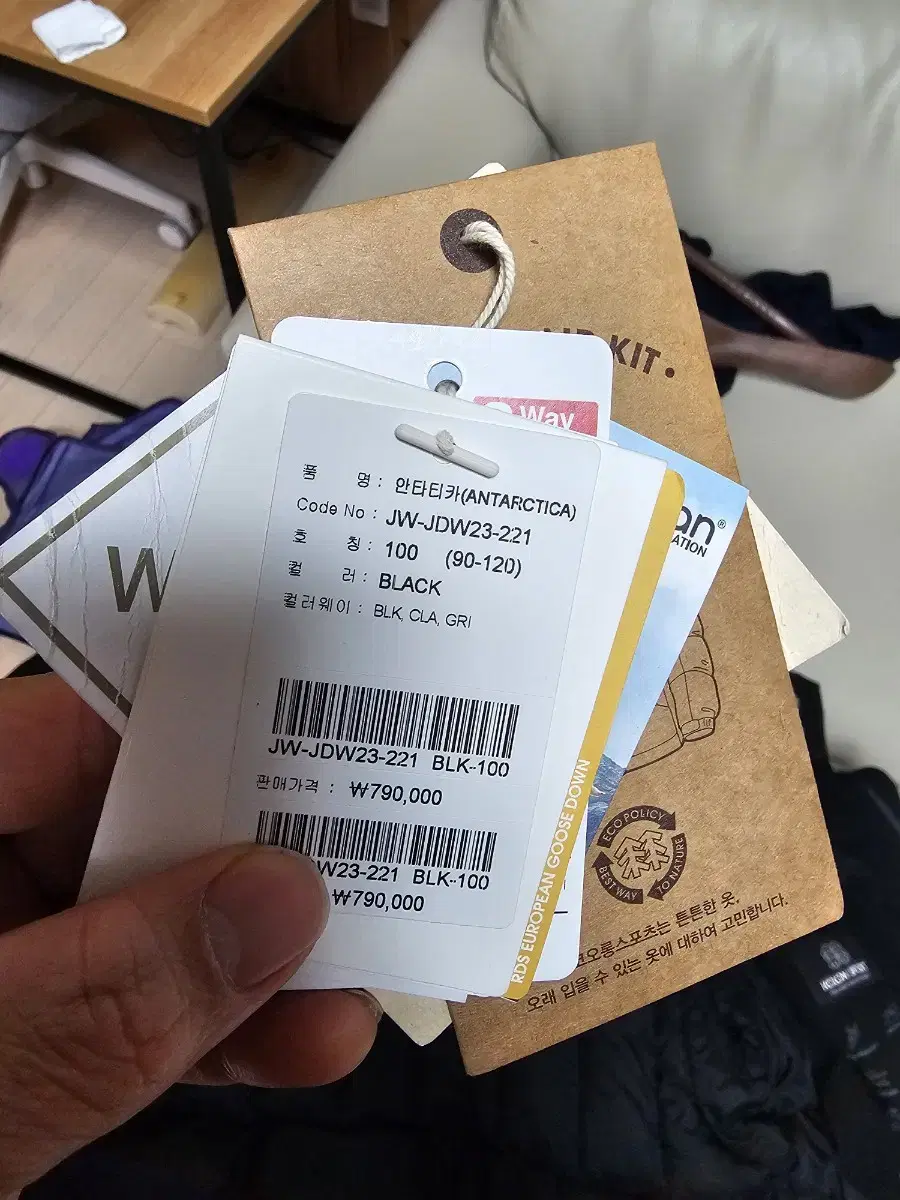 KIT.
Way
an®
ATION
W
품 명 : 안타티카(ANTARCTICA)
Code No : JW-JDW23-221
호 칭 : 100 (90-120)
컬 러 : BLACK
컬러웨이 : BLK, CLA, GRI
JW-JDW23-221 BLK-100
판매가격 : ₩790,000
DW23-221 BLK-100
₩790,000
RDS EUROPEAN GOOSE DOWN
ECO POLICY
BEST WAY
TO NATURE
코오롱스포츠는 튼튼한 옷,
오래 입을 수 있는 옷에 대하여 고민합니다.